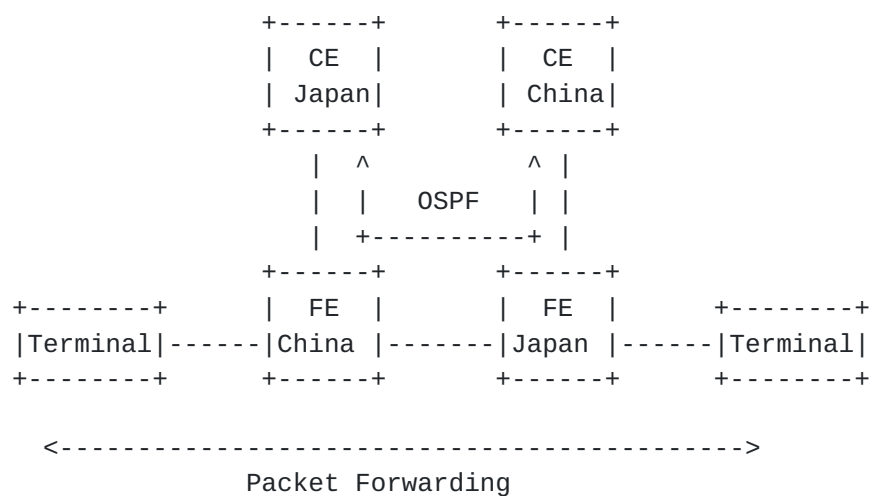 CE CE
Japan China
OSPF
FE FE
Terminal China Japan Terminal
Packet Forwarding